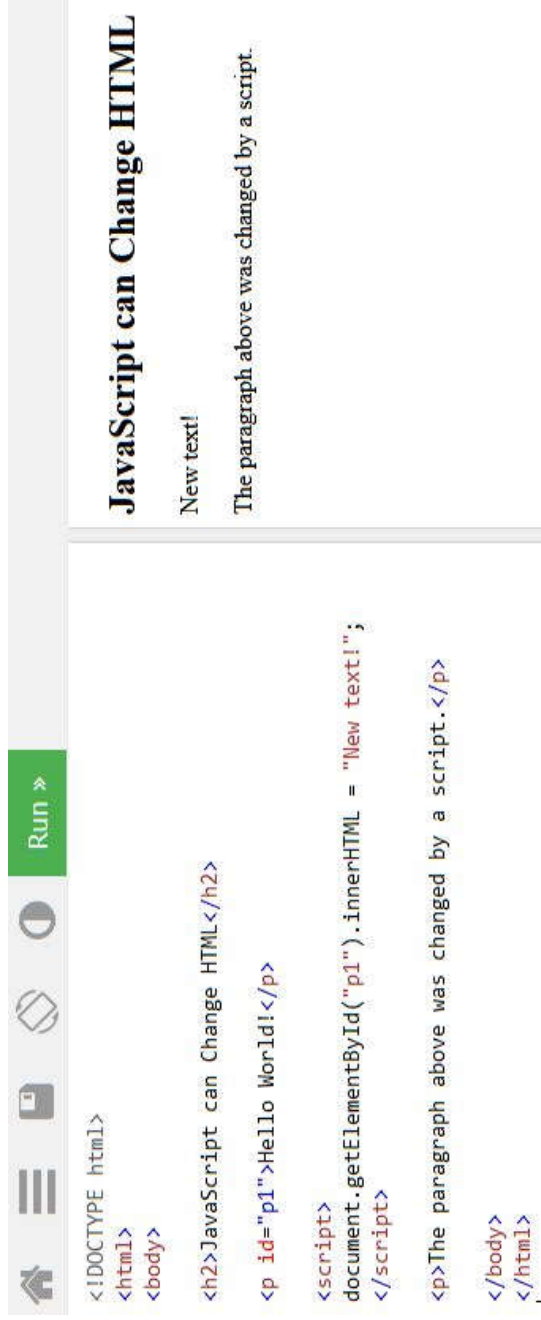 Run »
<!DOCTYPE html>
<html>
<body>
<h2>JavaScript can Change HTML</h2>
<p id="p1">Hello World!</p>
<script>
document.getElementById("p1").innerHTML = "New text!";
</script>
<p>The paragraph above was changed by a script.</p>
</body>
</html>
JavaScript can Change HTML
New text!
The paragraph above was changed by a script.